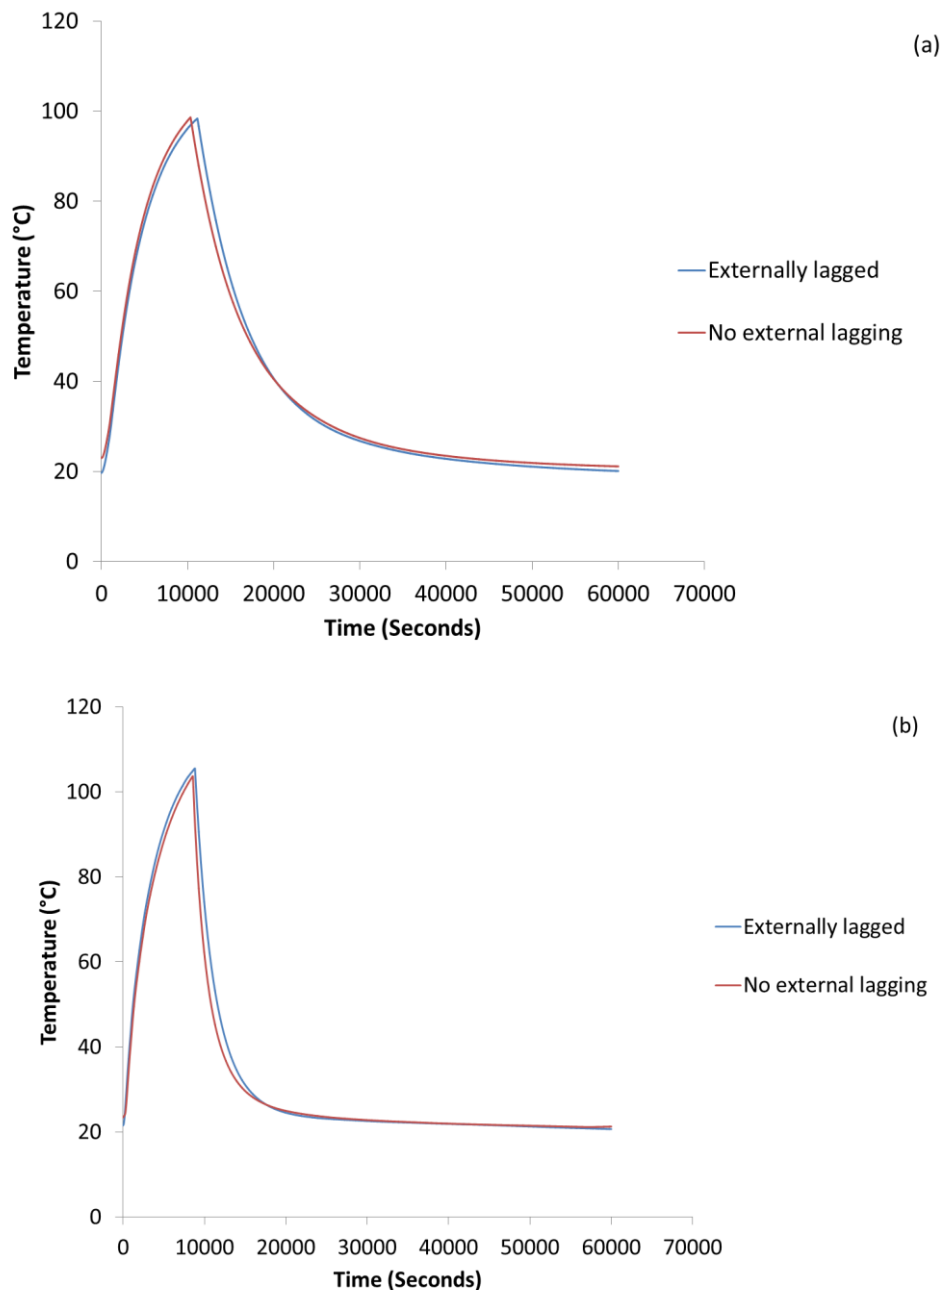 120
(a)
100
80
60
40
20
0
Temperature (°C)
Externally lagged
No external lagging
0 10000 20000 30000 40000 50000 60000 70000
Time (Seconds)
120
(b)
100
80
60
40
20
0
Temperature (°C)
Externally lagged
No external lagging
0 10000 20000 30000 40000 50000 60000 70000
Time (Seconds)